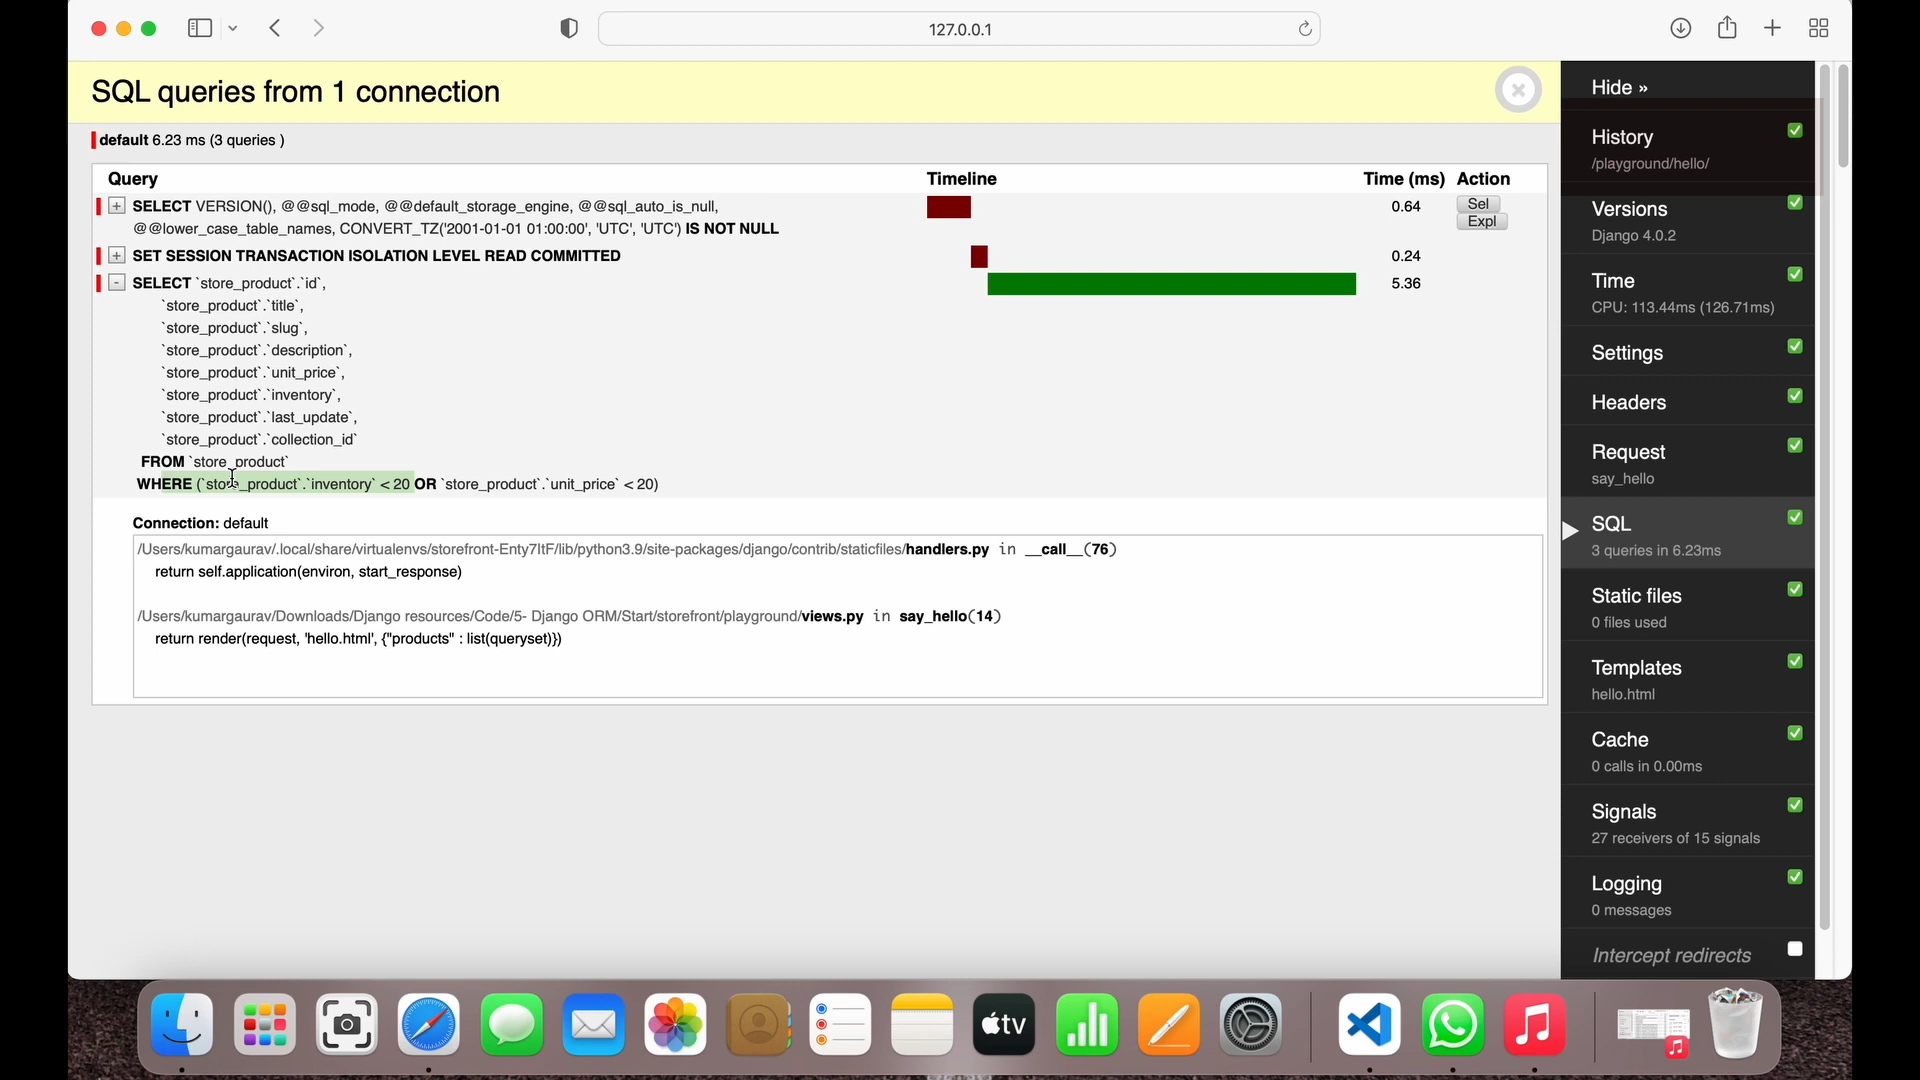 127.0.0.1
SQL queries from 1 connection
default 6.23 ms (3 queries )
Query Timeline Time (ms) Action
+ SELECT VERSION(), @@sql_mode, @@default_storage_engine, @@sql_auto_is_null, 0.64 Sel
@@lower_case_table_names, CONVERT_TZ('2001-01-01 01:00:00', 'UTC', 'UTC') IS NOT NULL Expl
+ SET SESSION TRANSACTION ISOLATION LEVEL READ COMMITTED 0.24
- SELECT `store_product`.`id`, 5.36
`store_product`.`title`,
`store_product`.`slug`,
`store_product`.`description`,
`store_product`.`unit_price`,
`store_product`.`inventory`,
`store_product`.`last_update`,
`store_product`.`collection_id`
FROM `store_product`
WHERE (`store_product`.`inventory` < 20 OR `store_product`.`unit_price` < 20)
Connection: default
/Users/kumargaurav/.local/share/virtualenvs/storefront-Enty7ItF/lib/python3.9/site-packages/django/contrib/staticfiles/handlers.py in __call__(76)
return self.application(environ, start_response)
/Users/kumargaurav/Downloads/Django resources/Code/5- Django ORM/Start/storefront/playground/views.py in say_hello(14)
return render(request, 'hello.html', {"products" : list(queryset)})
Hide »
History
/playground/hello/
Versions
Django 4.0.2
Time
CPU: 113.44ms (126.71ms)
Settings
Headers
Request
say_hello
SQL
3 queries in 6.23ms
Static files
0 files used
Templates
hello.html
Cache
0 calls in 0.00ms
Signals
27 receivers of 15 signals
Logging
0 messages
Intercept redirects
tv